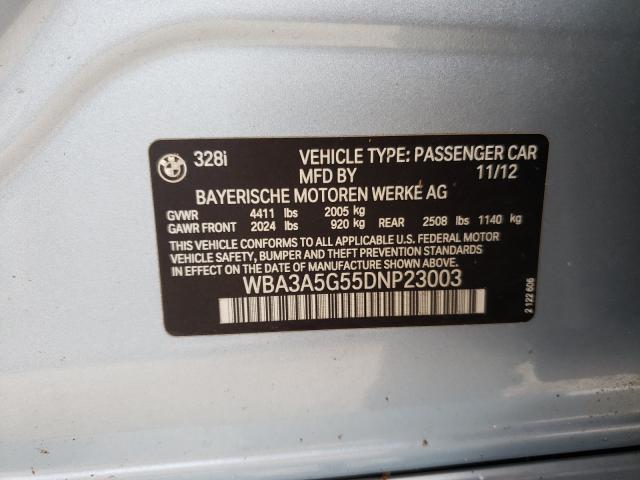 BMW
328i VEHICLE TYPE: PASSENGER CAR
MFD BY 11/12
BAYERISCHE MOTOREN WERKE AG
GVWR 4411 lbs 2005 kg
GAWR FRONT 2024 lbs 920 kg REAR 2508 lbs 1140 kg
THIS VEHICLE CONFORMS TO ALL APPLICABLE U.S. FEDERAL MOTOR
VEHICLE SAFETY, BUMPER AND THEFT PREVENTION STANDARDS
IN EFFECT ON THE DATE OF MANUFACTURE SHOWN ABOVE.
WBA3A5G55DNP23003
2 122 606